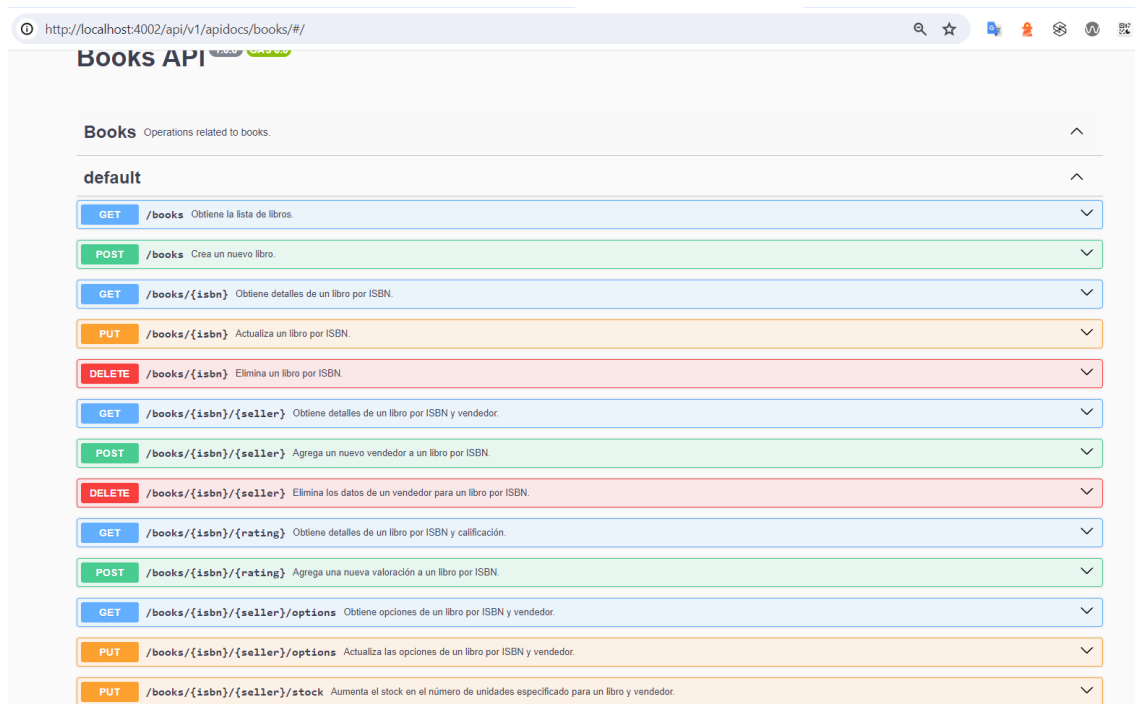 http://localhost:4002/api/v1/apidocs/books/#/
Books API
Books Operations related to books.
default
GET /books Obtiene la lista de libros.
POST /books Crea un nuevo libro.
GET /books/{isbn} Obtiene detalles de un libro por ISBN.
PUT /books/{isbn} Actualiza un libro por ISBN.
DELETE /books/{isbn} Elimina un libro por ISBN.
GET /books/{isbn}/{seller} Obtiene detalles de un libro por ISBN y vendedor.
POST /books/{isbn}/{seller} Agrega un nuevo vendedor a un libro por ISBN.
DELETE /books/{isbn}/{seller} Elimina los datos de un vendedor para un libro por ISBN.
GET /books/{isbn}/{rating} Obtiene detalles de un libro por ISBN y calificación.
POST /books/{isbn}/{rating} Agrega una nueva valoración a un libro por ISBN.
GET /books/{isbn}/{seller}/options Obtiene opciones de un libro por ISBN y vendedor.
PUT /books/{isbn}/{seller}/options Actualiza las opciones de un libro por ISBN y vendedor.
PUT /books/{isbn}/{seller}/stock Aumenta el stock en el número de unidades especificado para un libro y vendedor.